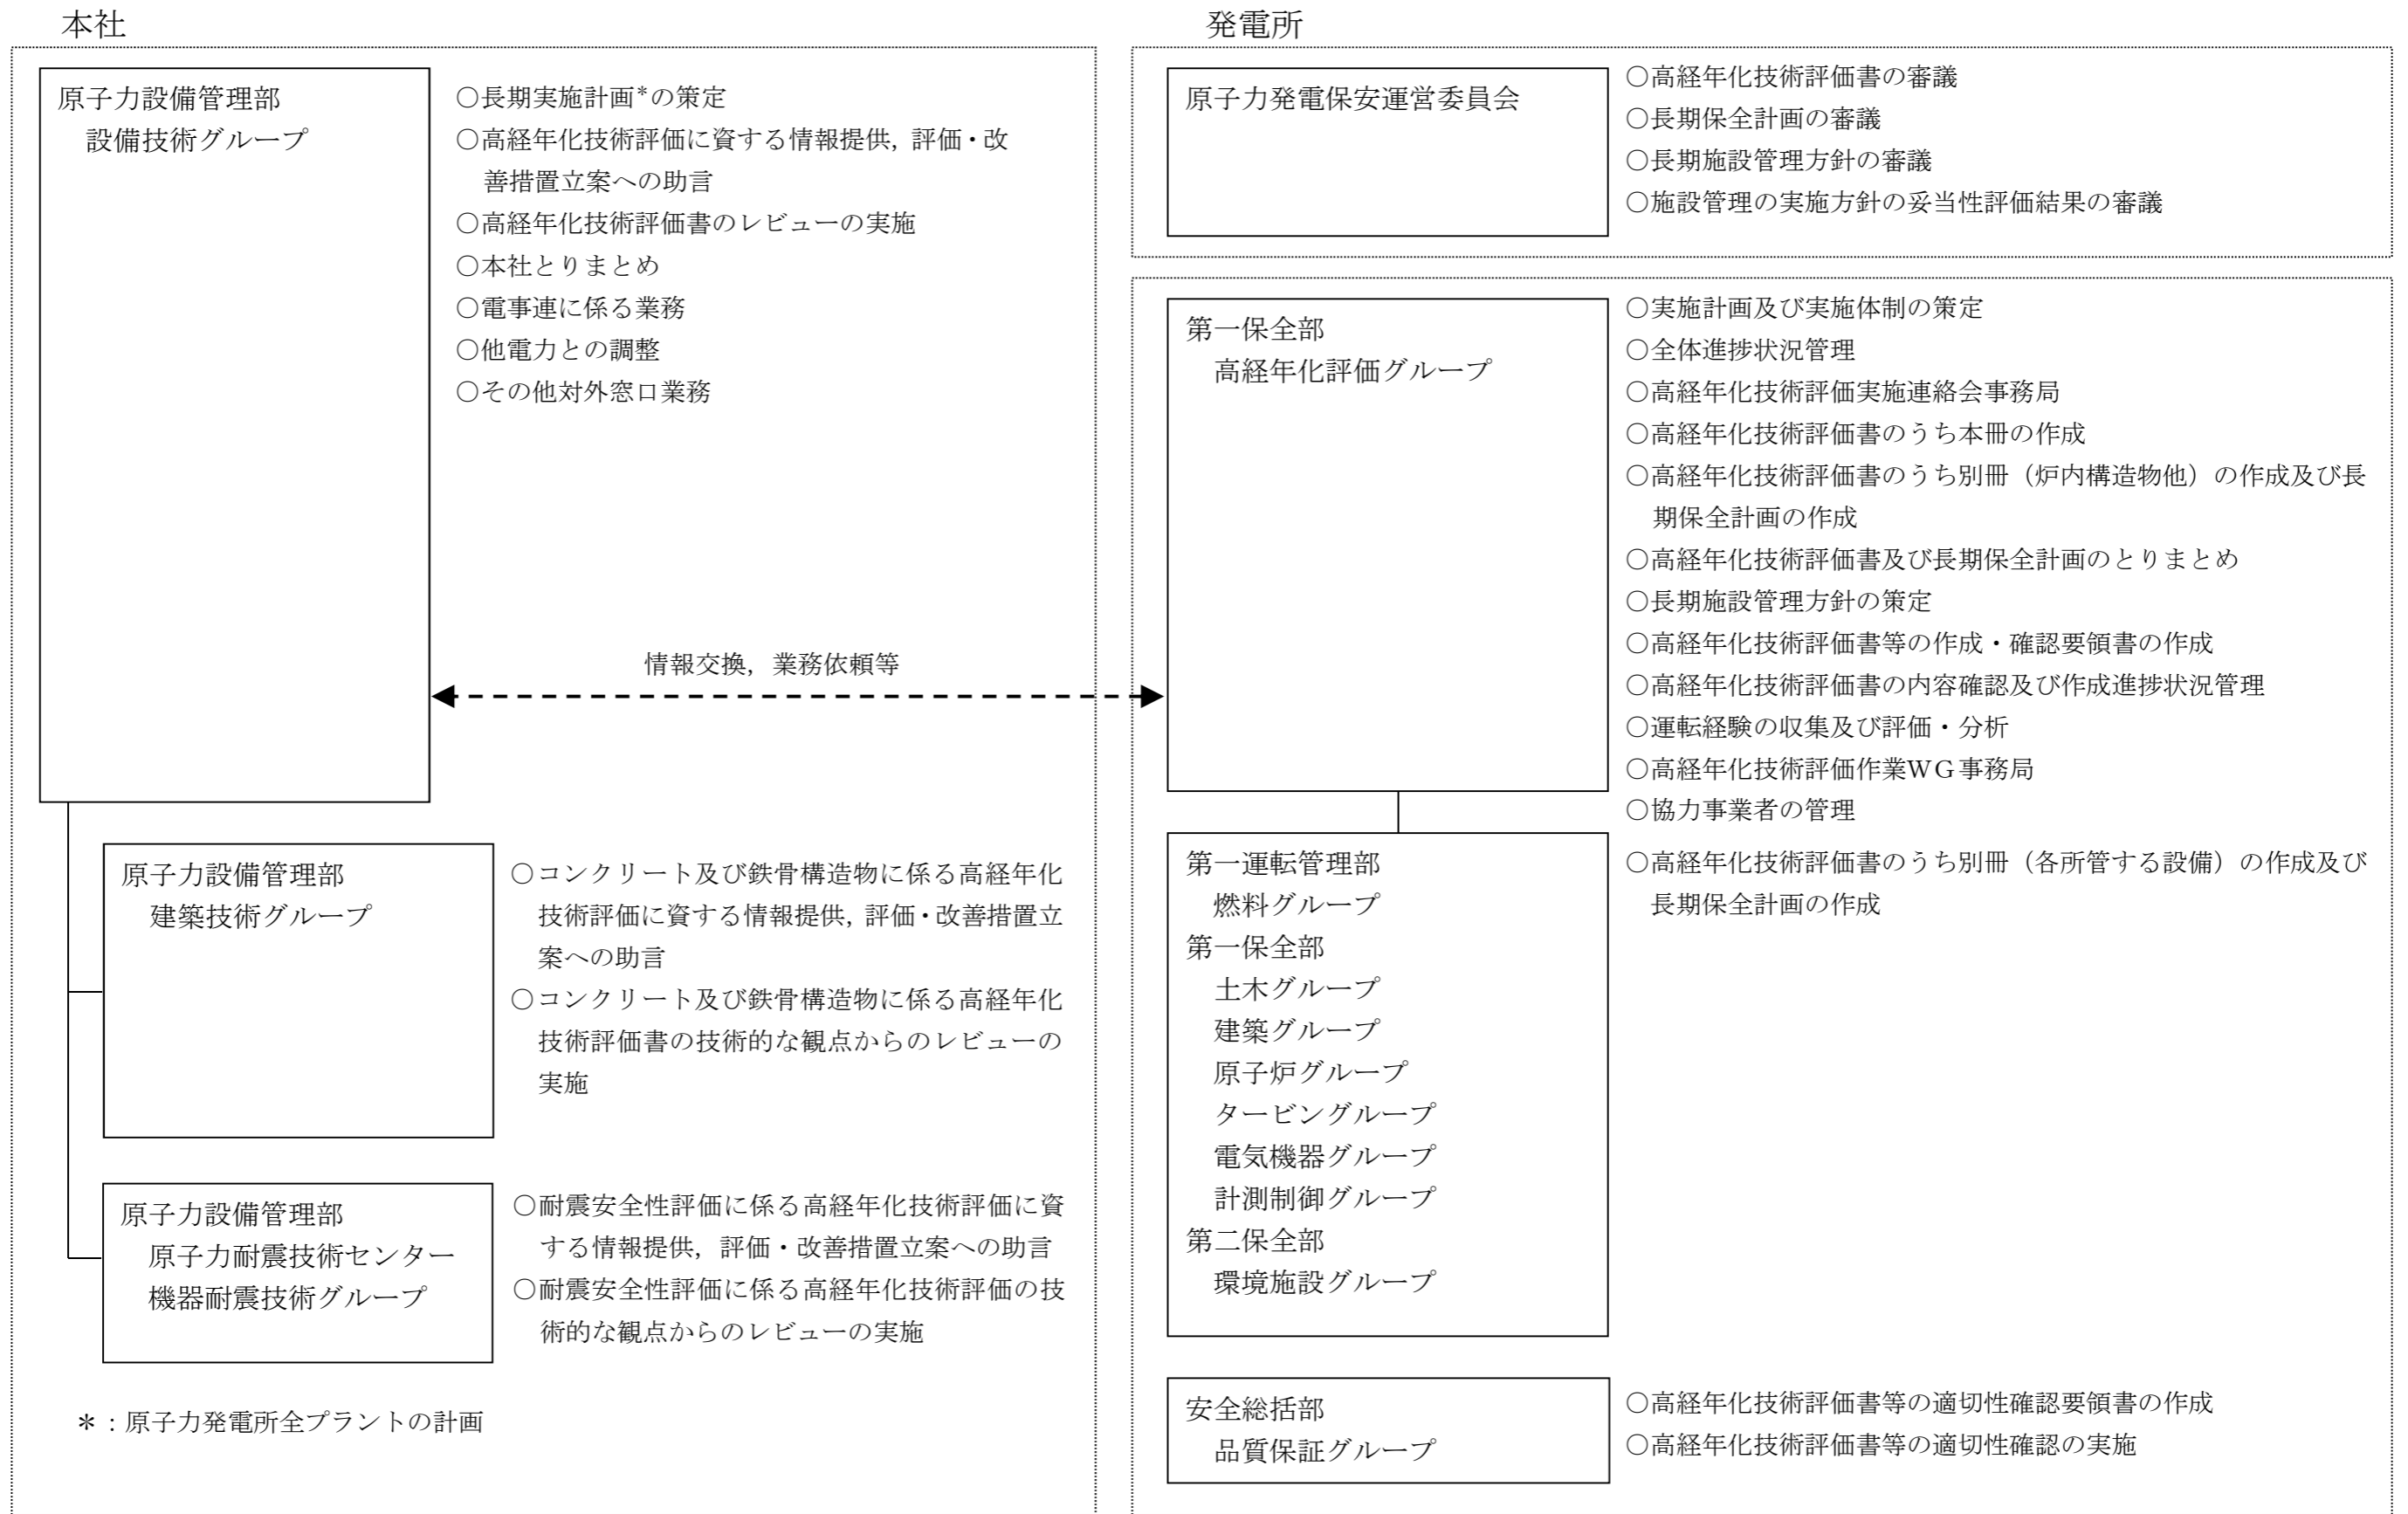 本社
原子力設備管理部
設備技術グループ
○長期実施計画*の策定
○高経年化技術評価に資する情報提供，評価・改
善措置立案への助言
○高経年化技術評価書のレビューの実施
○本社とりまとめ
○電事連に係る業務
○他電力との調整
○その他対外窓口業務
情報交換，業務依頼等
原子力設備管理部
建築技術グループ
○コンクリート及び鉄骨構造物に係る高経年化
技術評価に資する情報提供，評価・改善措置立
案への助言
○コンクリート及び鉄骨構造物に係る高経年化
技術評価書の技術的な観点からのレビューの
実施
原子力設備管理部
原子力耐震技術センター
機器耐震技術グループ
○耐震安全性評価に係る高経年化技術評価に資
する情報提供，評価・改善措置立案への助言
○耐震安全性評価に係る高経年化技術評価の技
術的な観点からのレビューの実施
＊：原子力発電所全プラントの計画
発電所
原子力発電保安運営委員会
○高経年化技術評価書の審議
○長期保全計画の審議
○長期施設管理方針の審議
○施設管理の実施方針の妥当性評価結果の審議
第一保全部
高経年化評価グループ
○実施計画及び実施体制の策定
○全体進捗状況管理
○高経年化技術評価実施連絡会事務局
○高経年化技術評価書のうち本冊の作成
○高経年化技術評価書のうち別冊（炉内構造物他）の作成及び長
期保全計画の作成
○高経年化技術評価書及び長期保全計画のとりまとめ
○長期施設管理方針の策定
○高経年化技術評価書等の作成・確認要領書の作成
○高経年化技術評価書の内容確認及び作成進捗状況管理
○運転経験の収集及び評価・分析
○高経年化技術評価作業ＷＧ事務局
○協力事業者の管理
第一運転管理部
燃料グループ
第一保全部
土木グループ
建築グループ
原子炉グループ
タービングループ
電気機器グループ
計測制御グループ
第二保全部
環境施設グループ
○高経年化技術評価書のうち別冊（各所管する設備）の作成及び
長期保全計画の作成
安全総括部
品質保証グループ
○高経年化技術評価書等の適切性確認要領書の作成
○高経年化技術評価書等の適切性確認の実施